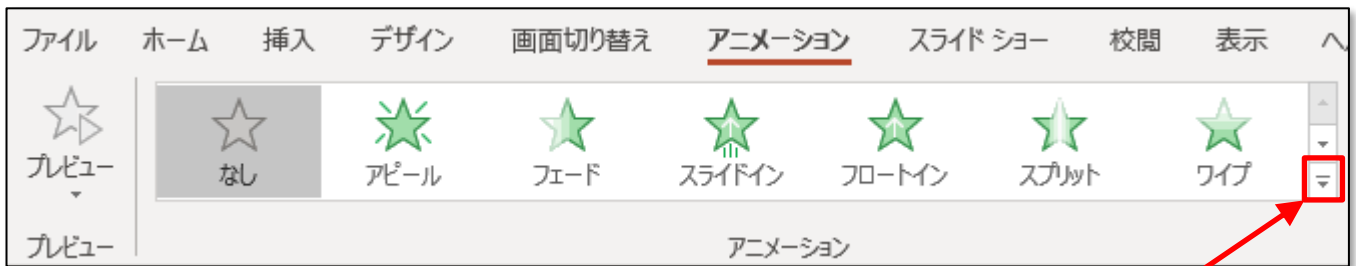 ファイル ホーム 挿入 デザイン 画面切り替え アニメーション スライド ショー 校閲 表示
プレビュー なし アピール フェード スライドイン フロートイン スプリット ワイプ
プレビュー アニメーション